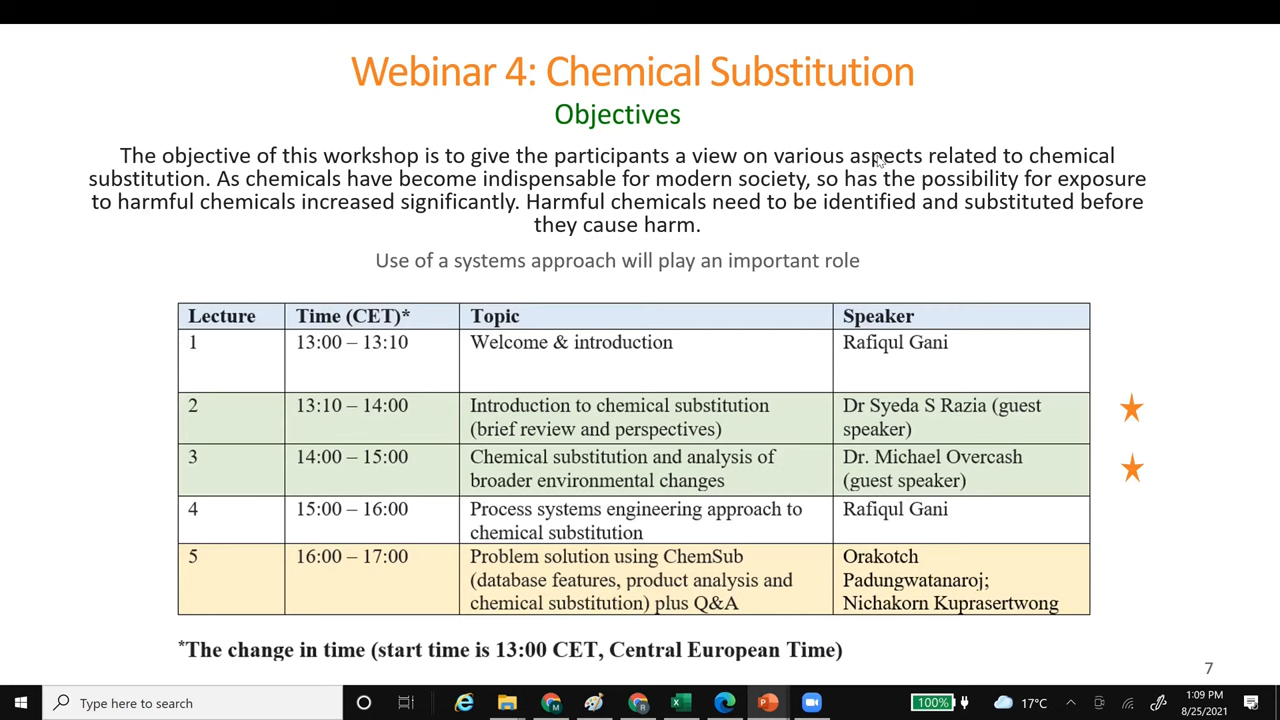 Webinar 4: Chemical Substitution
Objectives
The objective of this workshop is to give the participants a view on various aspects related to chemical
substitution. As chemicals have become indispensable for modern society, so has the possibility for exposure
to harmful chemicals increased significantly. Harmful chemicals need to be identified and substituted before
they cause harm.
Use of a systems approach will play an important role
Lecture Time (CET)* Topic Speaker
1 13:00 – 13:10 Welcome & introduction Rafiqul Gani
2 13:10 – 14:00 Introduction to chemical substitution Dr Syeda S Razia (guest
(brief review and perspectives) speaker)
3 14:00 – 15:00 Chemical substitution and analysis of Dr. Michael Overcash
broader environmental changes (guest speaker)
4 15:00 – 16:00 Process systems engineering approach to Rafiqul Gani
chemical substitution
5 16:00 – 17:00 Problem solution using ChemSub Orakotch
(database features, product analysis and Padungwatanaroj;
chemical substitution) plus Q&A Nichakorn Kuprasertwong
*The change in time (start time is 13:00 CET, Central European Time)
7
Type here to search 100% 17°C 1:09 PM
8/25/2021